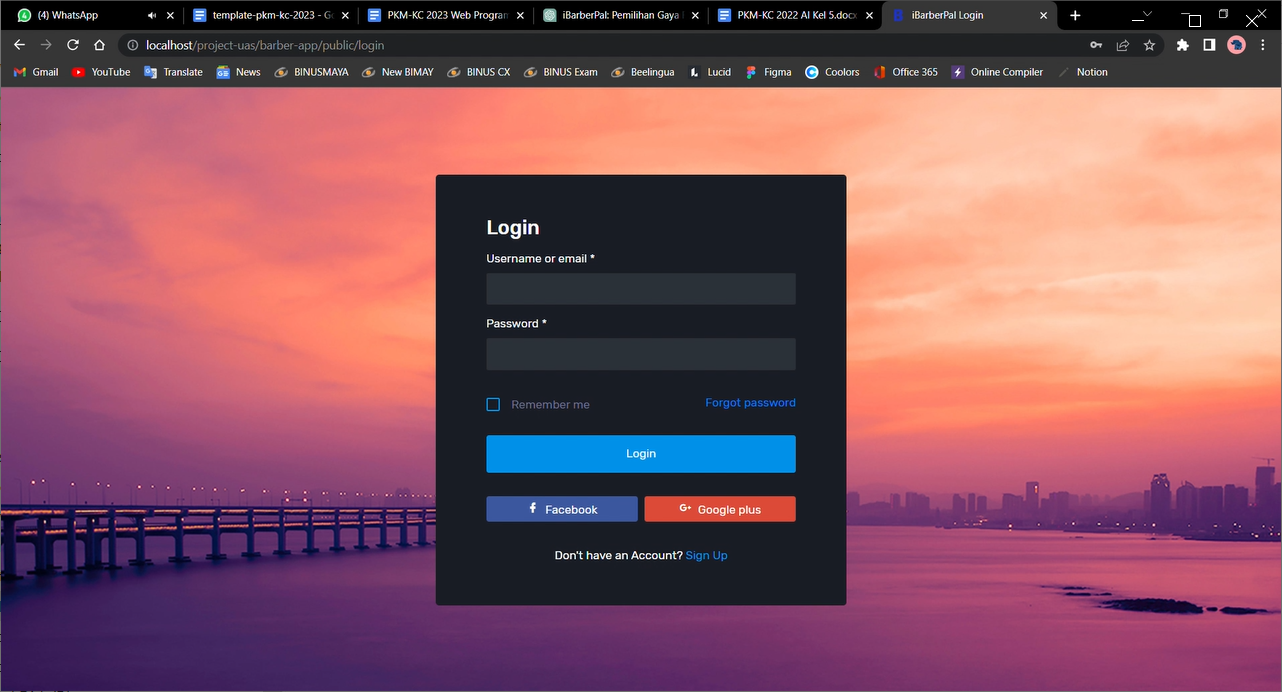 (4) WhatsApp
template-pkm-kc-2023 - Go
PKM-KC 2023 Web Program
iBarberPal: Pemilihan Gaya
PKM-KC 2022 AI Kel 5.docx
iBarberPal Login
localhost/project-uas/barber-app/public/login
Gmail YouTube Translate News BINUSMAYA New BIMAY BINUS CX BINUS Exam Beelingua Lucid Figma Coolors Office 365 Online Compiler Notion
Login
Username or email *
Password *
Remember me
Forgot password
Login
Facebook
Google plus
Don't have an Account? Sign Up